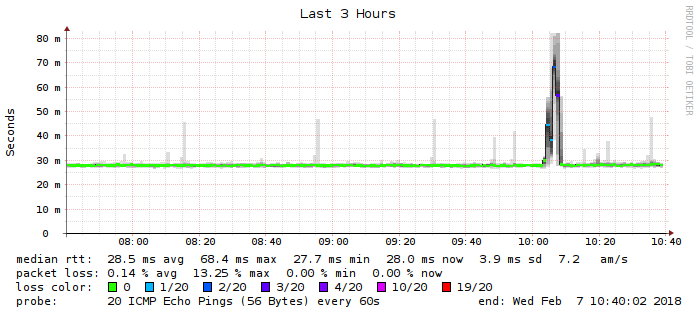 Last 3 Hours
RRDTOOL / TOBI OETIKER
Seconds
80 m
70 m
60 m
50 m
40 m
30 m
20 m
10 m
0
08:00 08:20 08:40 09:00 09:20 09:40 10:00 10:20 10:40
median rtt: 28.5 ms avg 68.4 ms max 27.7 ms min 28.0 ms now 3.9 ms sd 7.2 am/s
packet loss: 0.14 % avg 13.25 % max 0.00 % min 0.00 % now
loss color: 0 1/20 2/20 3/20 4/20 10/20 19/20
probe: 20 ICMP Echo Pings (56 Bytes) every 60s end: Wed Feb 7 10:40:02 2018